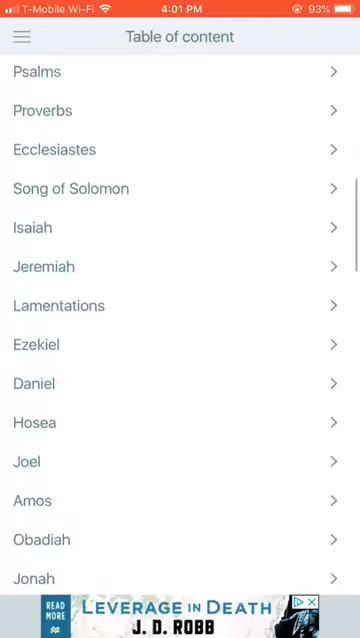 T-Mobile Wi-Fi 4:01 PM 93%
Table of content
Psalms
Proverbs
Ecclesiastes
Song of Solomon
Isaiah
Jeremiah
Lamentations
Ezekiel
Daniel
Hosea
Joel
Amos
Obadiah
Jonah
READ MORE
LEVERAGE IN DEATH
J. D. ROBB